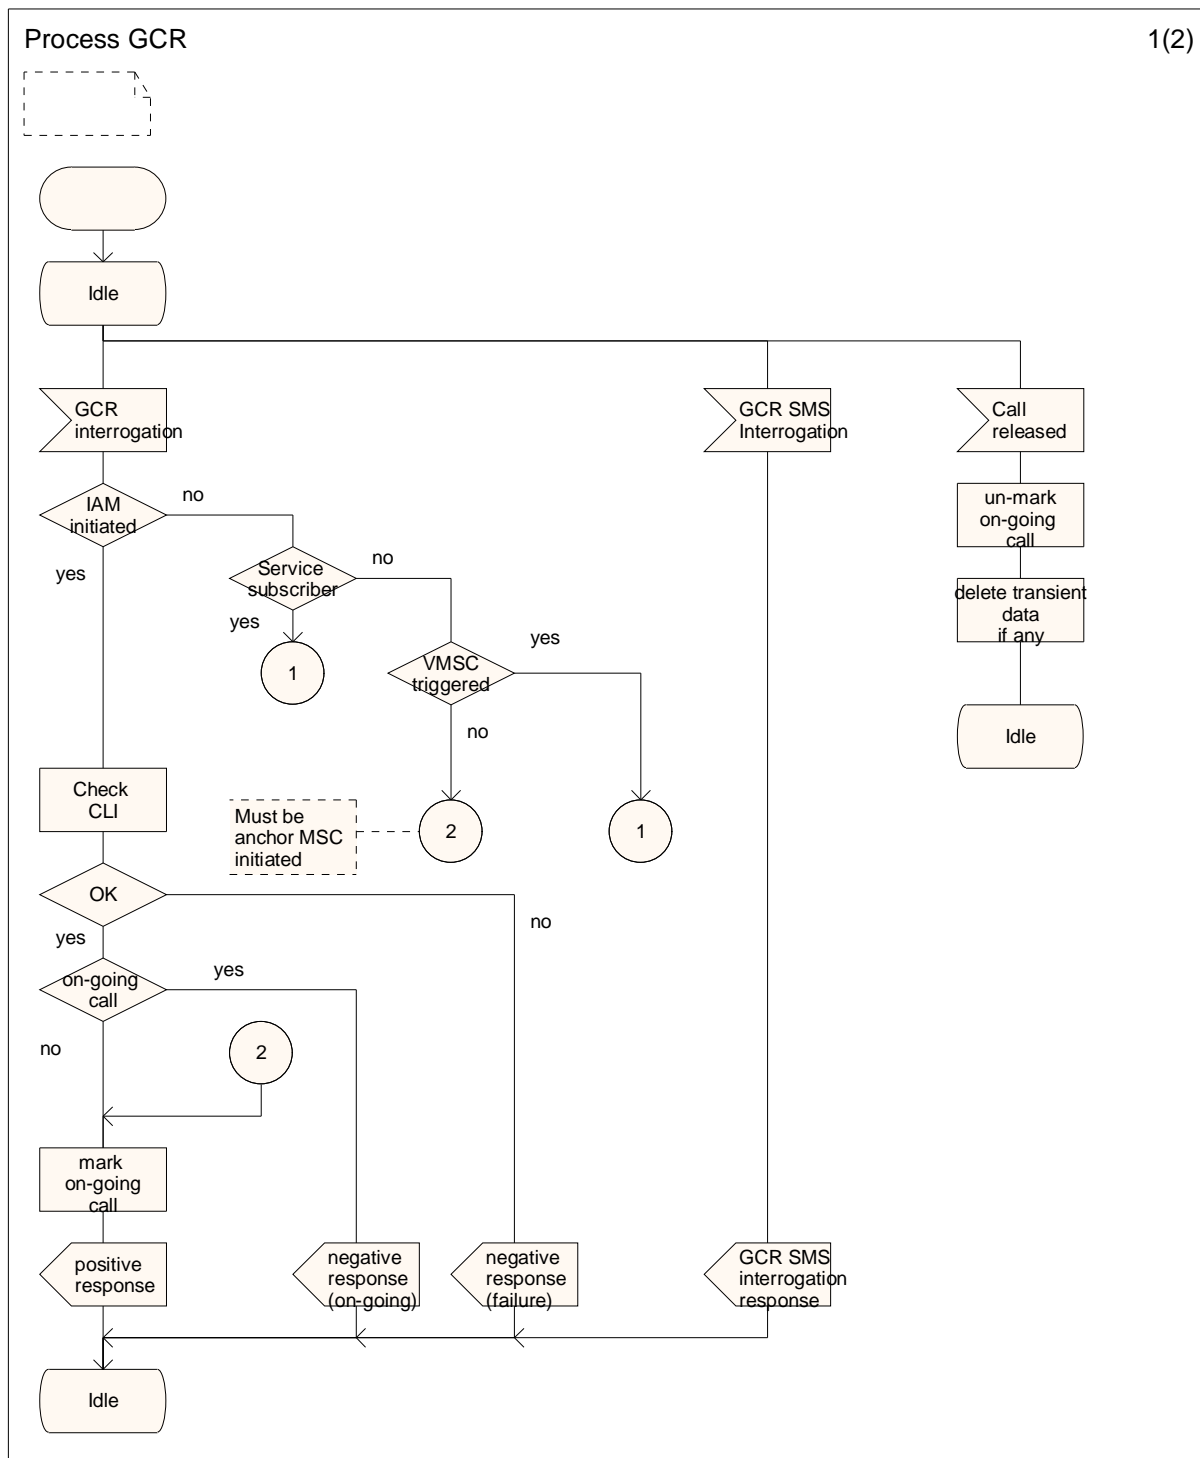 Process GCR
1(2)
Idle
GCR
interrogation
GCR SMS
Interrogation
Call
released
IAM
initiated
no
yes
Service
subscriber
no
yes
1
VMSC
triggered
yes
no
un-mark
on-going
call
delete transient
data
if any
Idle
Check
CLI
Must be
anchor MSC
initiated
2
1
OK
no
yes
on-going
call
yes
no
2
mark
on-going
call
positive
response
negative
response
(on-going)
negative
response
(failure)
GCR SMS
interrogation
response
Idle